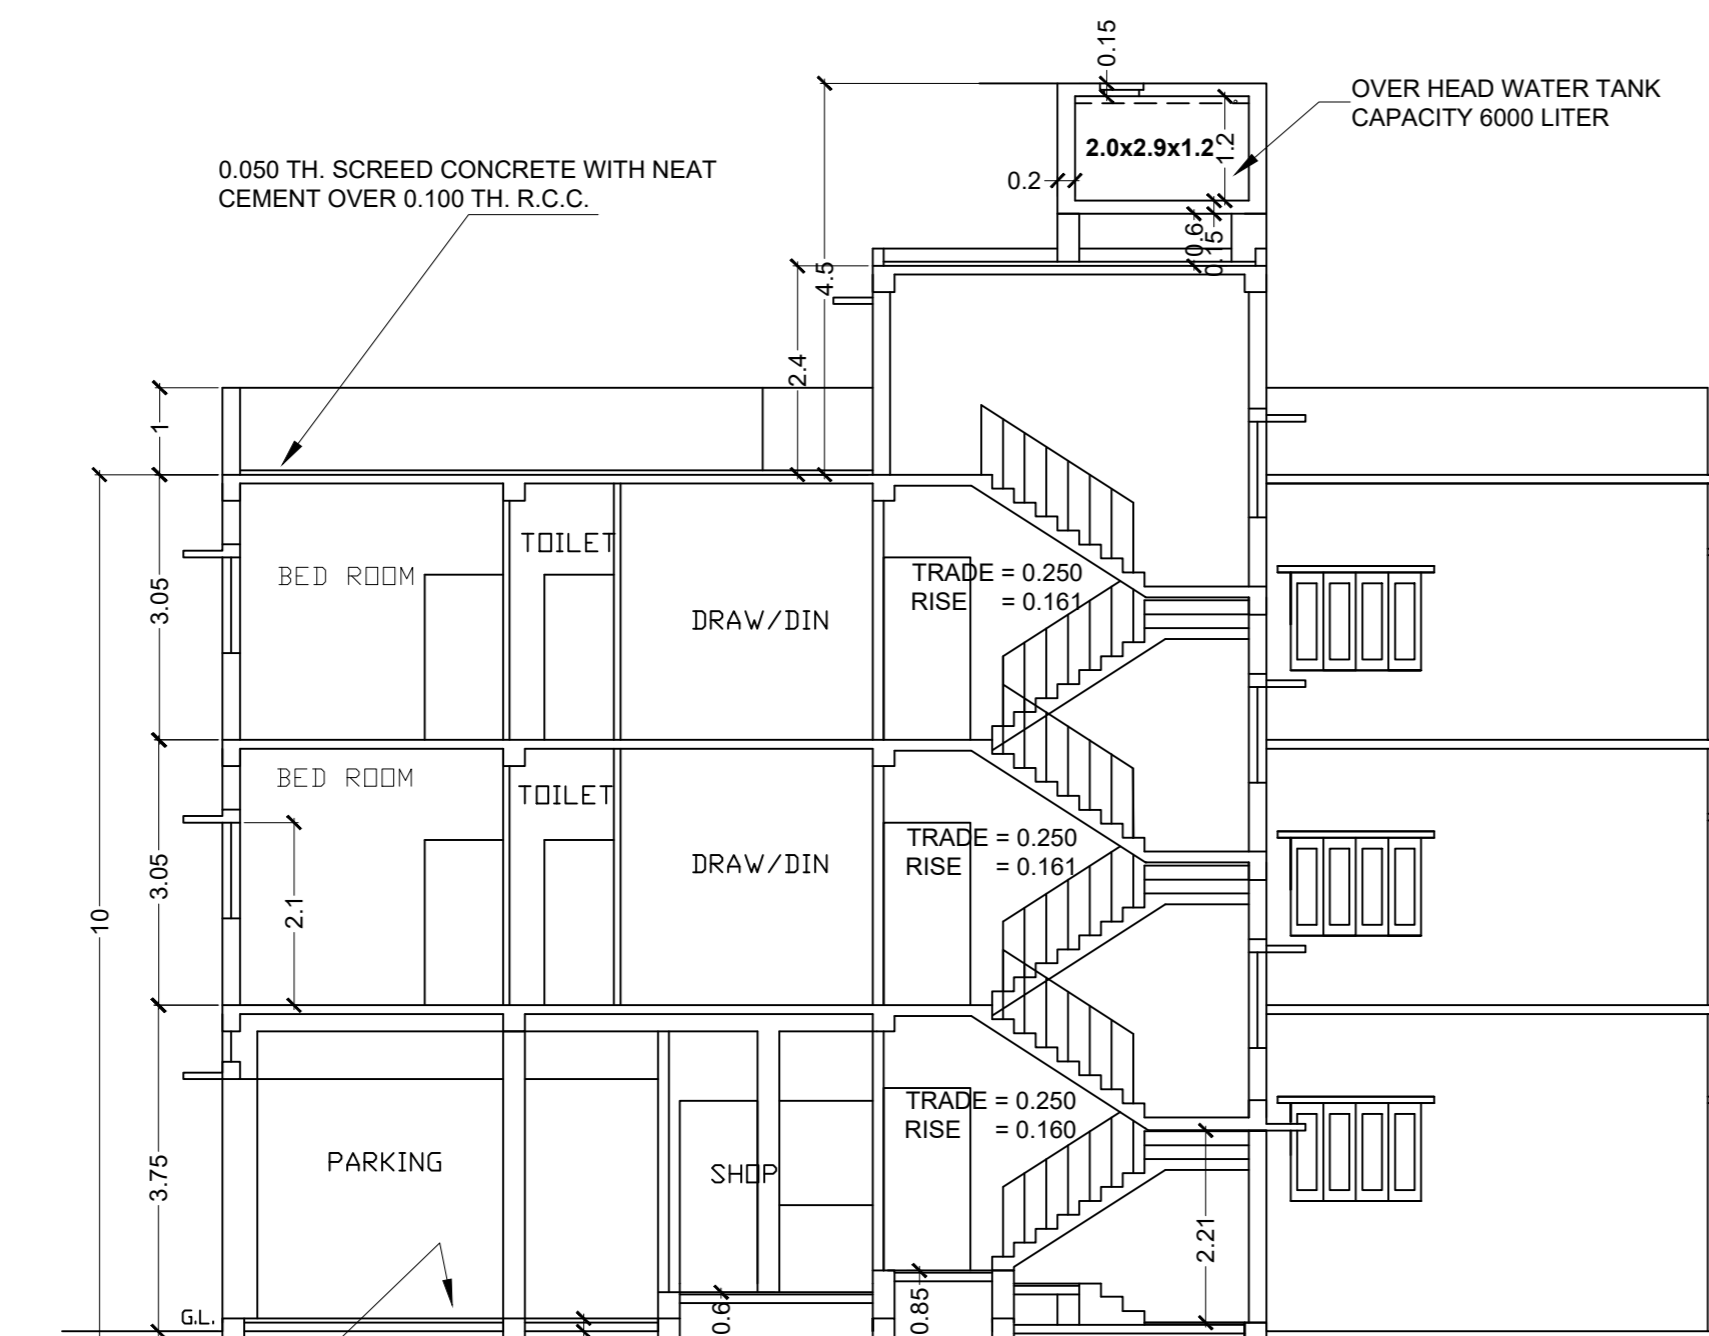 0.15
OVER HEAD WATER TANK
CAPACITY 6000 LITER
2.0x2.9x1.2
1.2
0.2
0.6
0.15
0.050 TH. SCREED CONCRETE WITH NEAT
CEMENT OVER 0.100 TH. R.C.C.
4.5
2.4
1
3.05
BED ROOM
TOILET
DRAW/DIN
TRADE = 0.250
RISE = 0.161
10
3.05
BED ROOM
TOILET
2.1
DRAW/DIN
TRADE = 0.250
RISE = 0.161
3.75
PARKING
SHOP
TRADE = 0.250
RISE = 0.160
2.21
G.L.
0.6
0.85